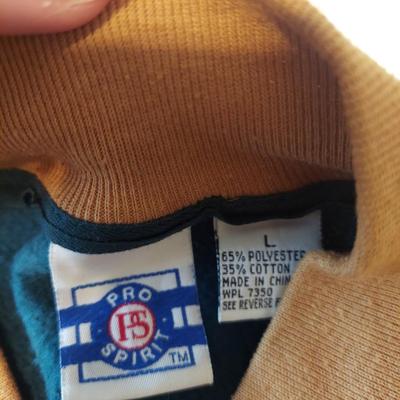 PRO
PS
SPIRIT
TM
L
65% POLYESTER
35% COTTON
MADE IN CHINA
WPL 7350
SEE REVERSE